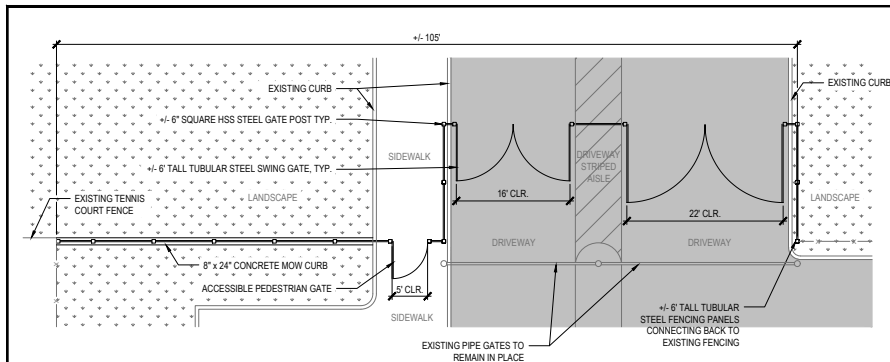 +/- 105'
EXISTING CURB
EXISTING CURB
+/- 6" SQUARE HSS STEEL GATE POST TYP.
SIDEWALK
DRIVEWAY
STRIPED
AISLE
+/- 6' TALL TUBULAR STEEL SWING GATE, TYP.
LANDSCAPE
LANDSCAPE
16' CLR.
22' CLR.
EXISTING TENNIS
COURT FENCE
DRIVEWAY
DRIVEWAY
8" x 24" CONCRETE MOW CURB
ACCESSIBLE PEDESTRIAN GATE
5' CLR.
SIDEWALK
+/- 6' TALL TUBULAR
STEEL FENCING PANELS
CONNECTING BACK TO
EXISTING FENCING
EXISTING PIPE GATES TO
REMAIN IN PLACE